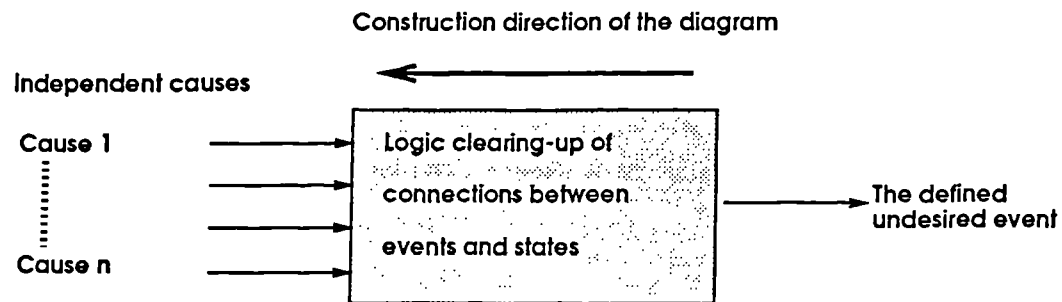 Construction direction of the diagram
Independent causes
Cause 1
Cause n
Logic clearing-up of
connections between
events and states
The defined
undesired event